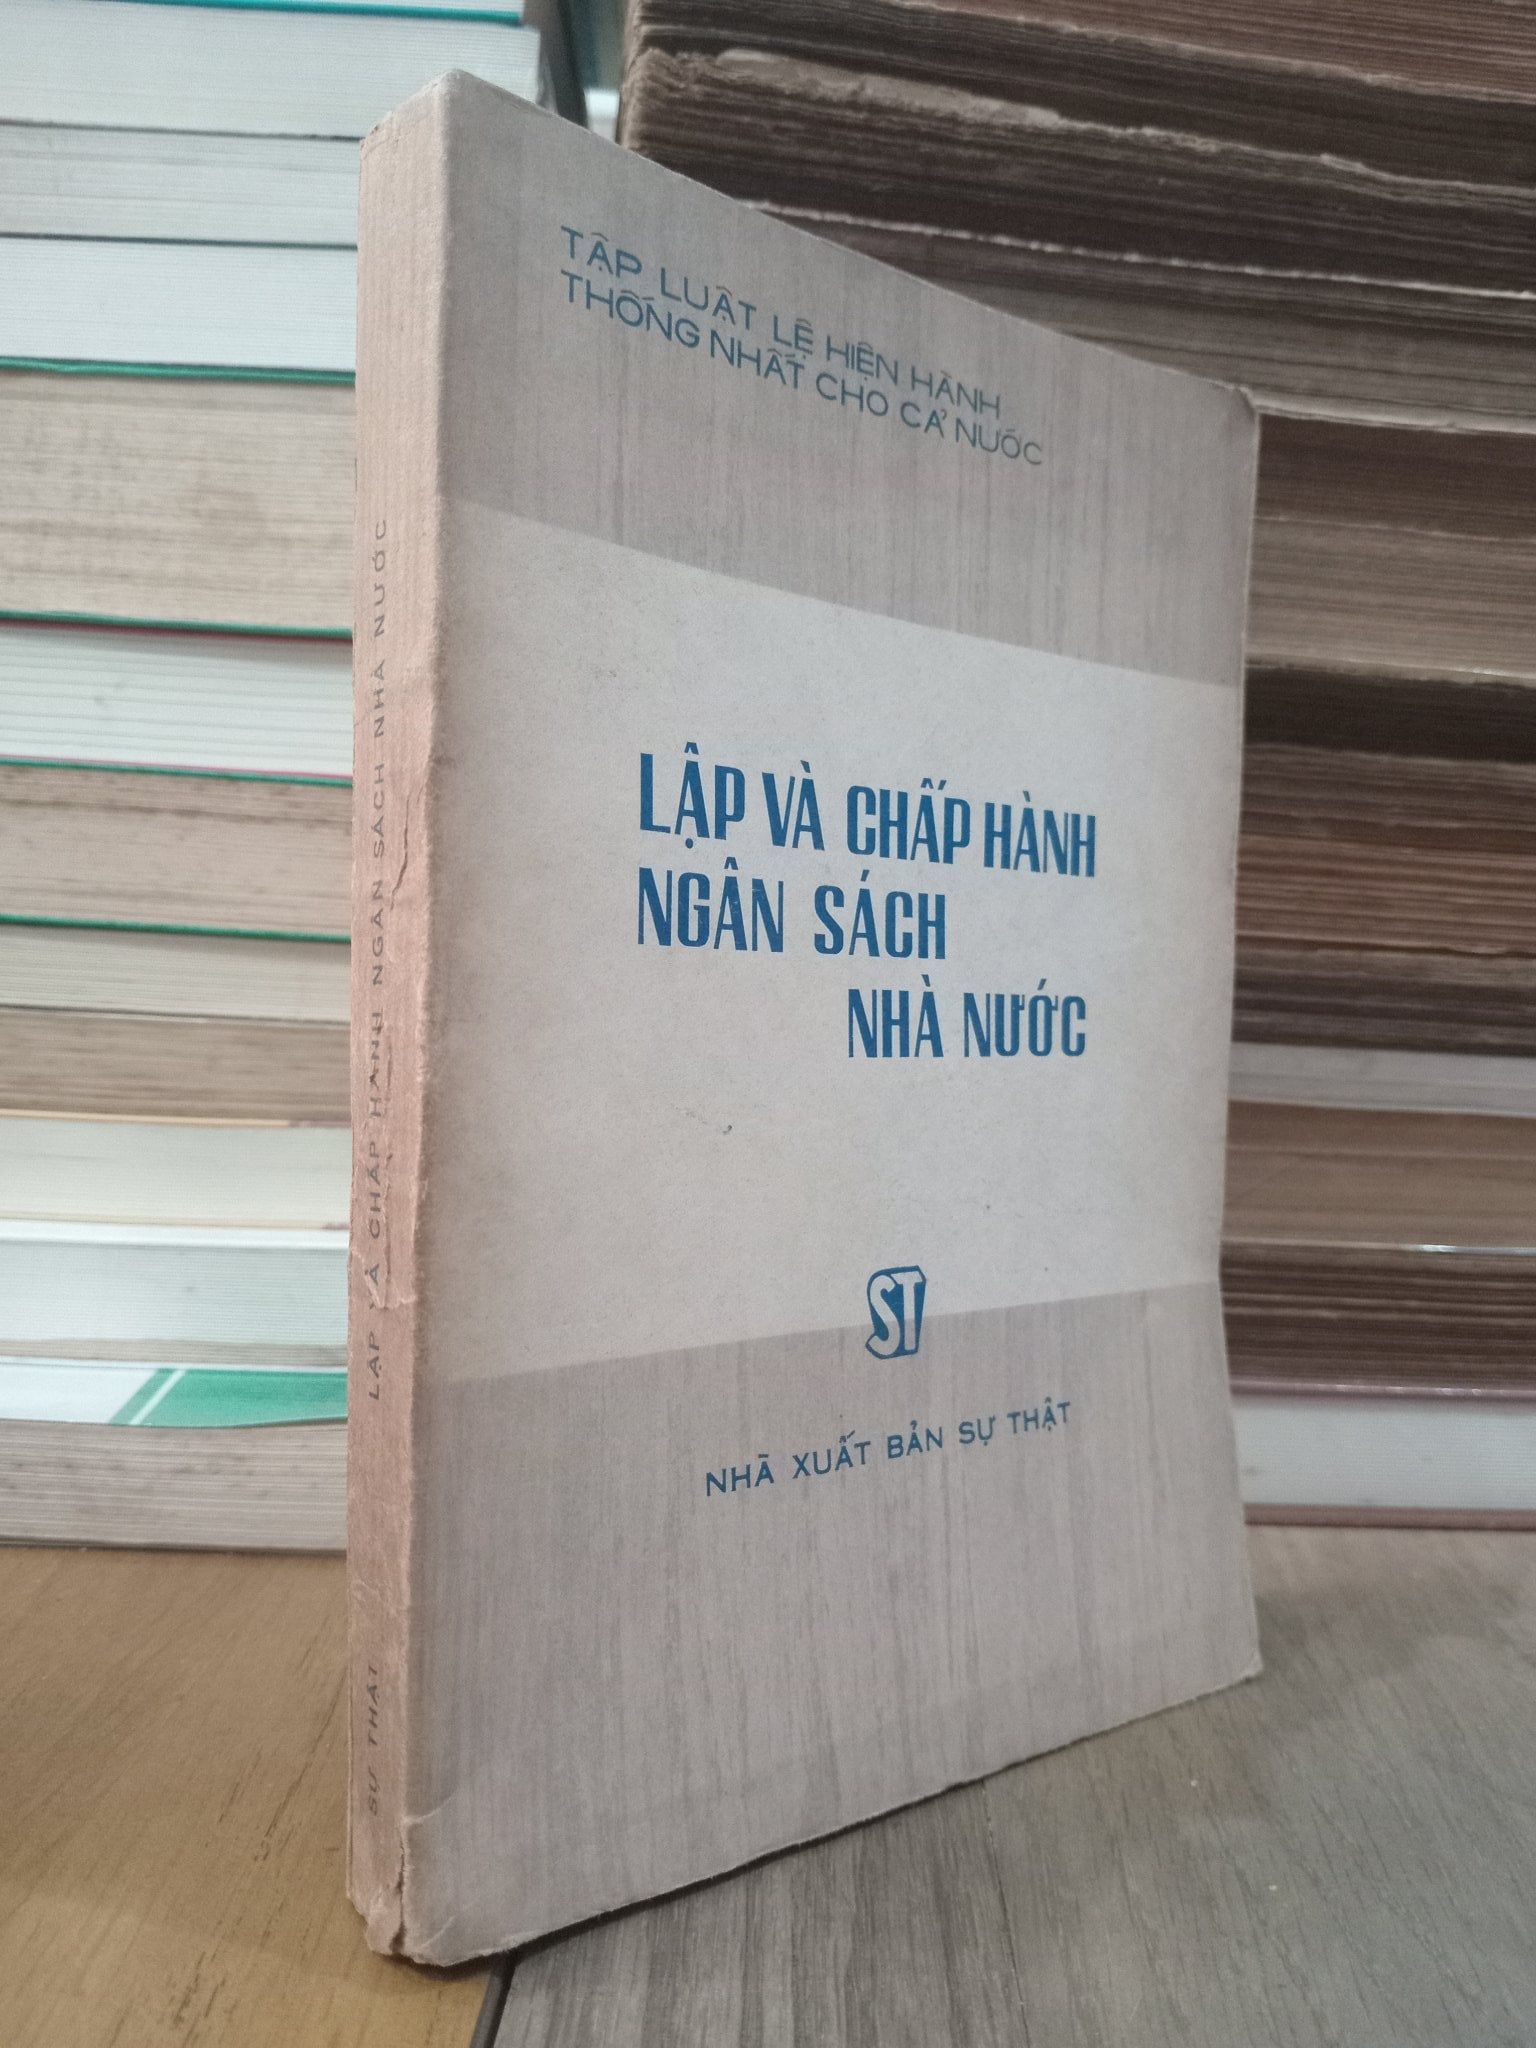 TẬP LUẬT LỆ HIỆN HÀNH
THỐNG NHẤT CHO CẢ NƯỚC
LẬP VÀ CHẤP HÀNH
NGÂN SÁCH
NHÀ NƯỚC
ST
NHÀ XUẤT BẢN SỰ THẬT
LẬP VÀ CHẤP HÀNH NGÂN SÁCH NHÀ NƯỚC
SỰ THẬT